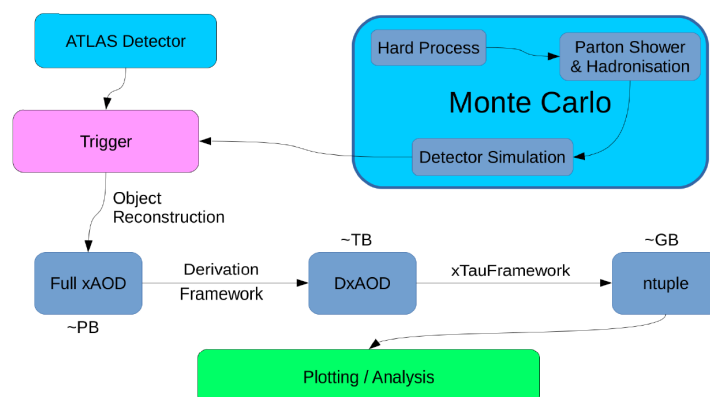 ATLAS Detector
Hard Process
Parton Shower
& Hadronisation
Monte Carlo
Trigger
Detector Simulation
Object
Reconstruction
~TB
~GB
Full xAOD
Derivation
Framework
DxAOD
xTauFramework
ntuple
~PB
Plotting / Analysis